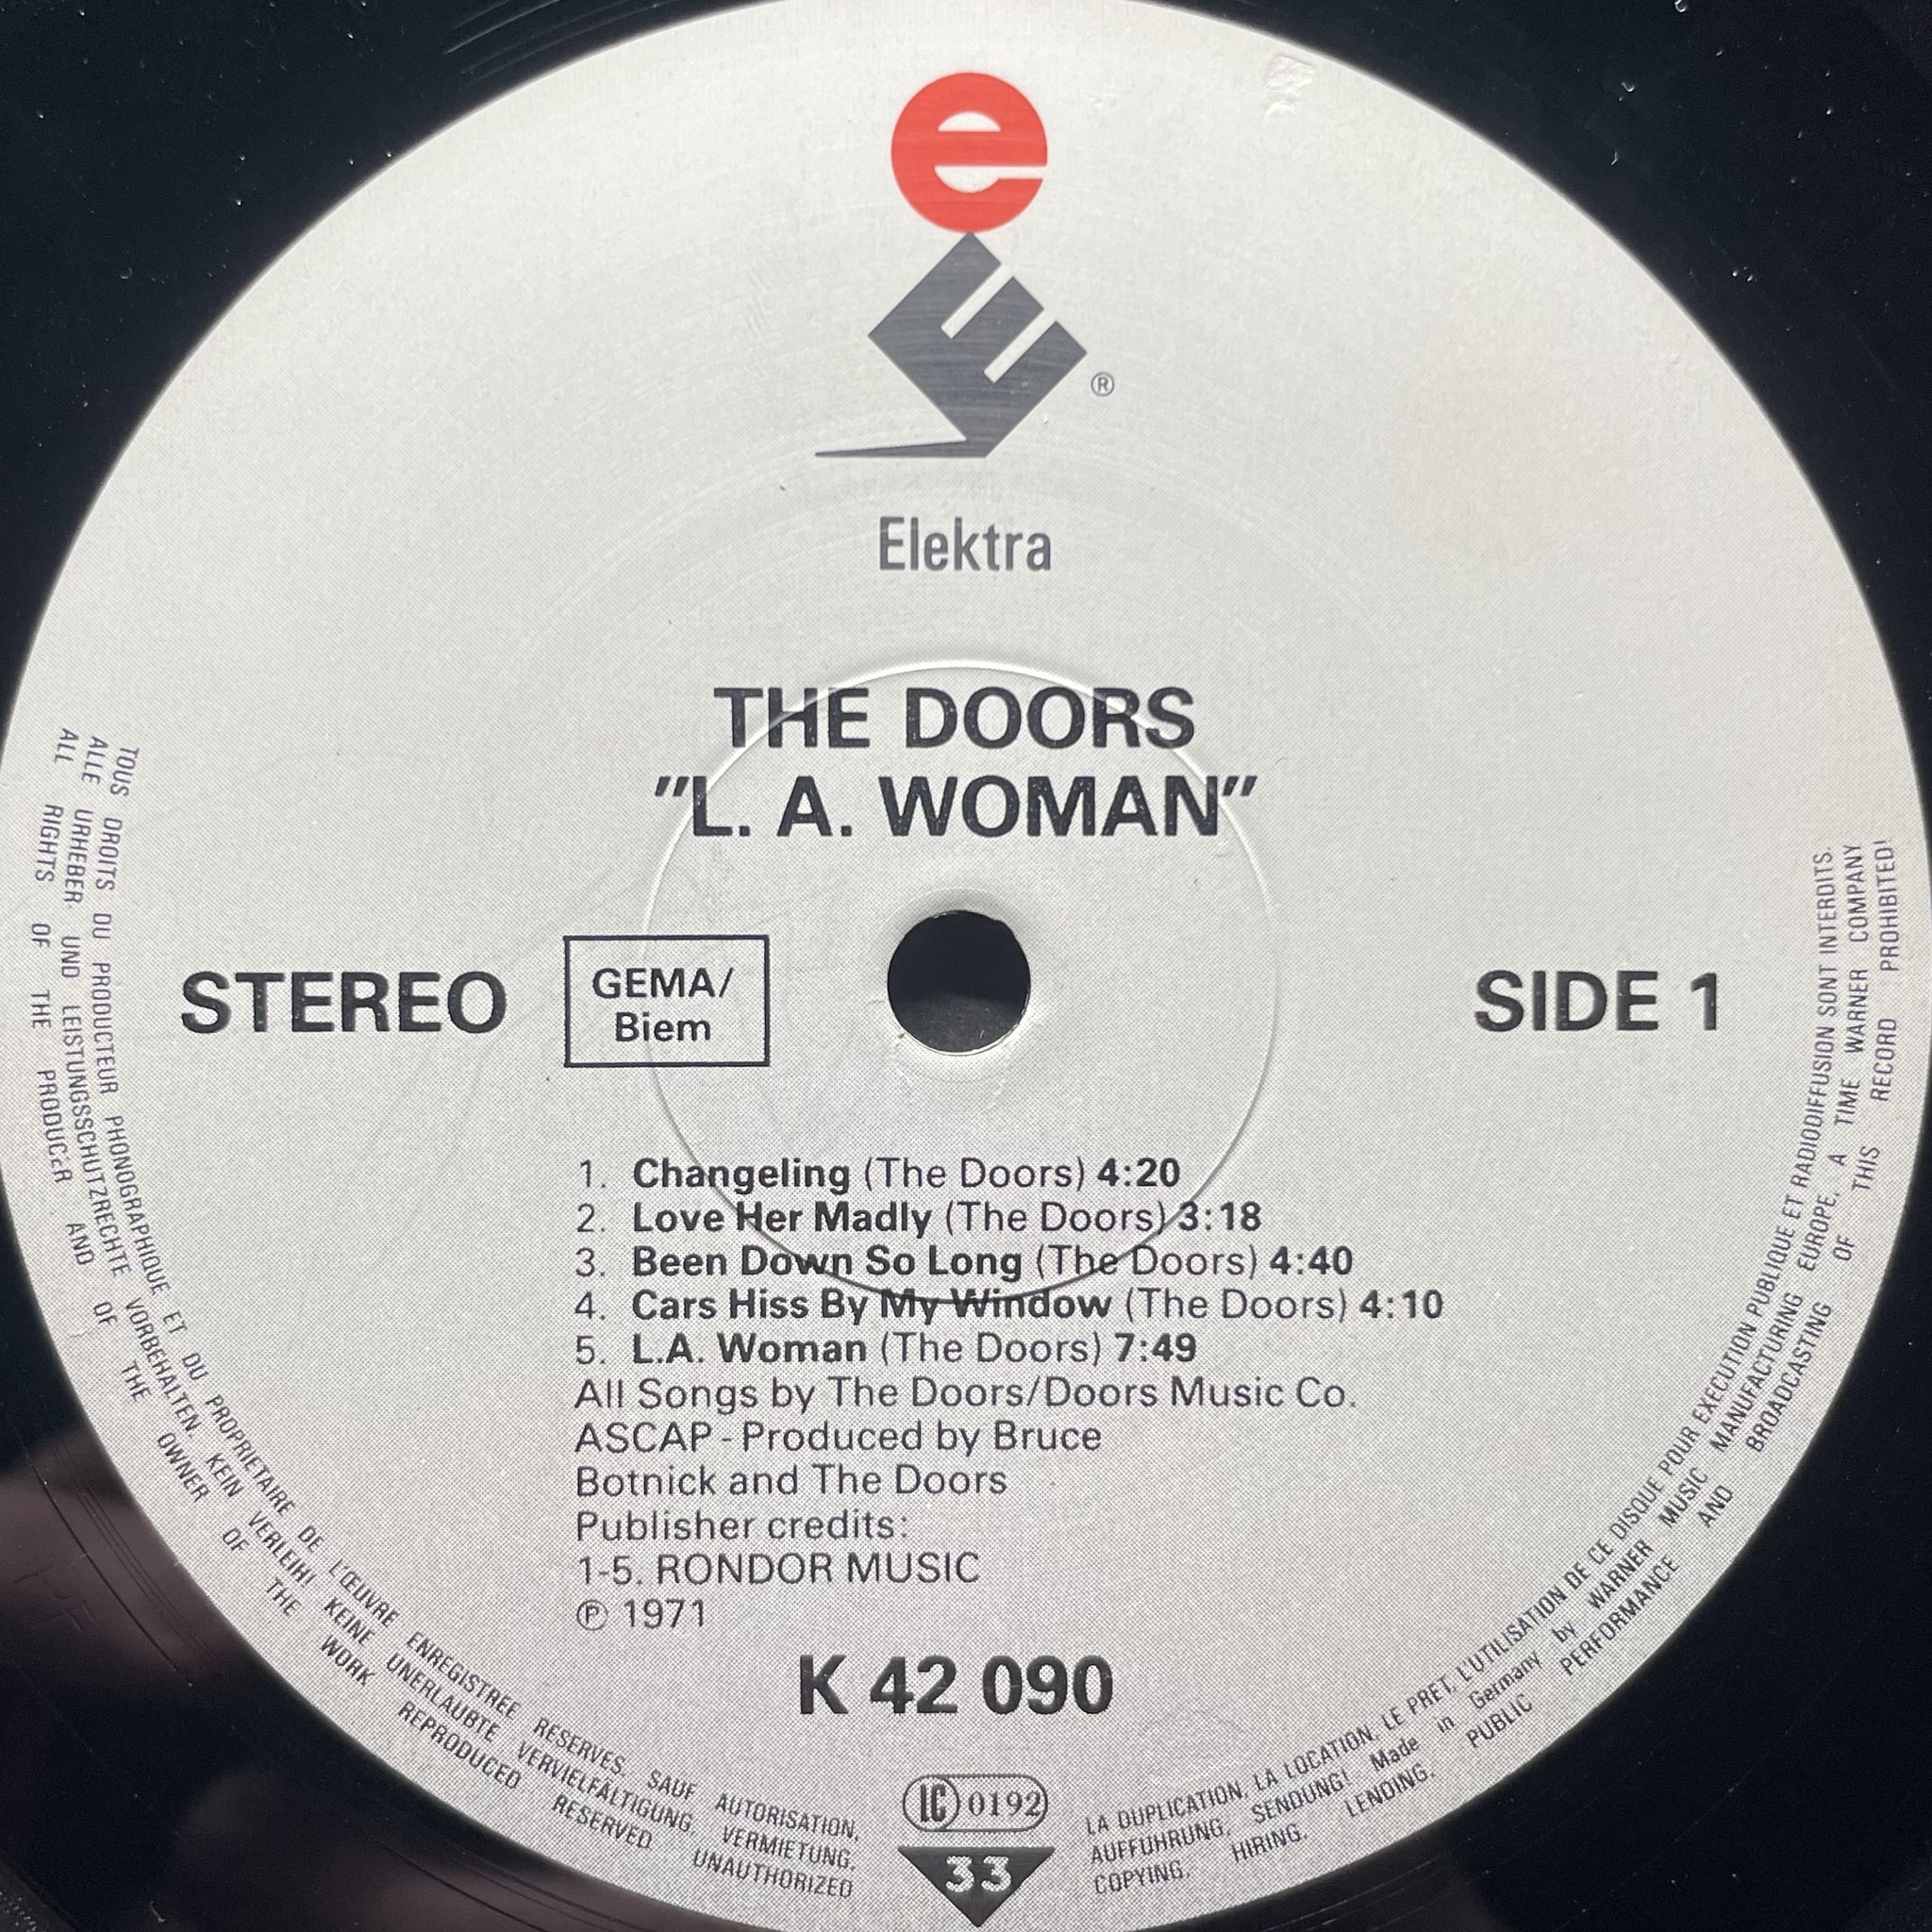 e
E ®
Elektra
THE DOORS
"L. A. WOMAN"
STEREO
GEMA/
Biem
SIDE 1
1. Changeling (The Doors) 4:20
2. Love Her Madly (The Doors) 3:18
3. Been Down So Long (The Doors) 4:40
4. Cars Hiss By My Window (The Doors) 4:10
5. L.A. Woman (The Doors) 7:49
All Songs by The Doors/Doors Music Co.
ASCAP - Produced by Bruce
Botnick and The Doors
Publisher credits:
1-5. RONDOR MUSIC
℗ 1971
K 42 090
LC 0192
33
TOUS DROITS DU PRODUCTEUR PHONOGRAPHIQUE ET DU PROPRIETAIRE DE L'ŒUVRE ENREGISTREE RESERVES. SAUF AUTORISATION, LA DUPLICATION, LA LOCATION, LE PRET, L'UTILISATION DE CE DISQUE POUR EXECUTION PUBLIQUE ET RADIODIFFUSION SONT INTERDITS.
ALLE URHEBER UND LEISTUNGSSCHUTZRECHTE VORBEHALTEN. KEIN VERLEIH! KEINE UNERLAUBTE VERVIELFÄLTIGUNG, VERMIETUNG, AUFFUHRUNG, SENDUNG! Made in Germany by WARNER MUSIC MANUFACTURING EUROPE, A TIME WARNER COMPANY
ALL RIGHTS OF THE PRODUCER AND OF THE OWNER OF THE WORK REPRODUCED RESERVED UNAUTHORIZED COPYING, HIRING, LENDING, PUBLIC PERFORMANCE AND BROADCASTING OF THIS RECORD PROHIBITED!